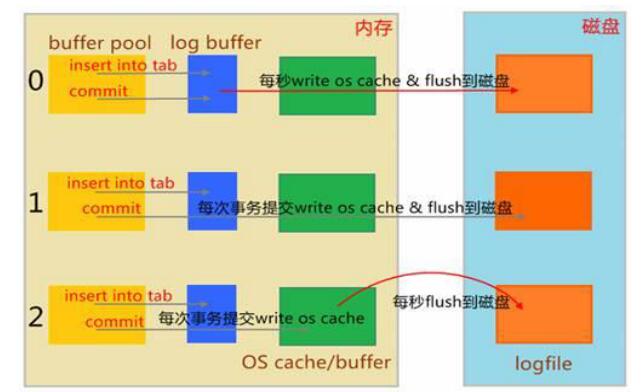 内存
磁盘
buffer pool
log buffer
0
insert into tab
commit
每秒write os cache & flush到磁盘
1
insert into tab
commit
每次事务提交write os cache & flush到磁盘
2
insert into tab
commit
每次事务提交write os cache
每秒flush到磁盘
OS cache/buffer
logfile